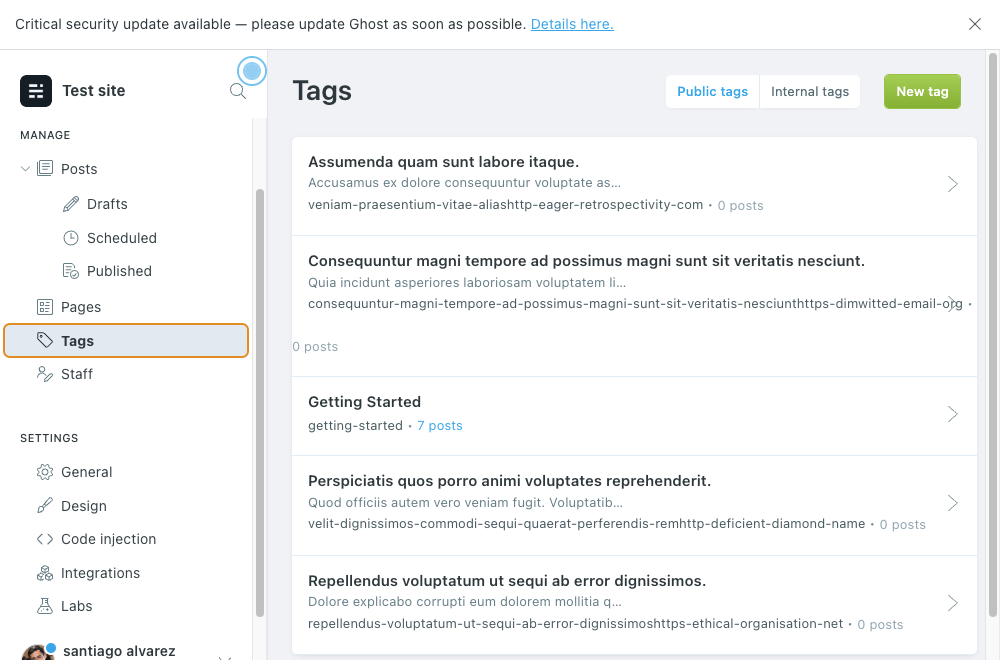 Critical security update available — please update Ghost as soon as possible. Details here.
Test site
MANAGE
Posts
Drafts
Scheduled
Published
Pages
Tags
Staff
SETTINGS
General
Design
Code injection
Integrations
Labs
santiago alvarez
Tags
Public tags
Internal tags
New tag
Assumenda quam sunt labore itaque.
Accusamus ex dolore consequuntur voluptate as...
veniam-praesentium-vitae-aliashttp-eager-retrospectivity-com • 0 posts
Consequuntur magni tempore ad possimus magni sunt sit veritatis nesciunt.
Quia incidunt asperiores laboriosam voluptatem li...
consequuntur-magni-tempore-ad-possimus-magni-sunt-sit-veritatis-nesciunthttps-dimwitted-email-org •
0 posts
Getting Started
getting-started • 7 posts
Perspiciatis quos porro animi voluptates reprehenderit.
Quod officiis autem vero veniam fugit. Voluptatib...
velit-dignissimos-commodi-sequi-quaerat-perferendis-remhttp-deficient-diamond-name • 0 posts
Repellendus voluptatum ut sequi ab error dignissimos.
Dolore explicabo corrupti eum dolorem mollitia q...
repellendus-voluptatum-ut-sequi-ab-error-dignissimoshttps-ethical-organisation-net • 0 posts